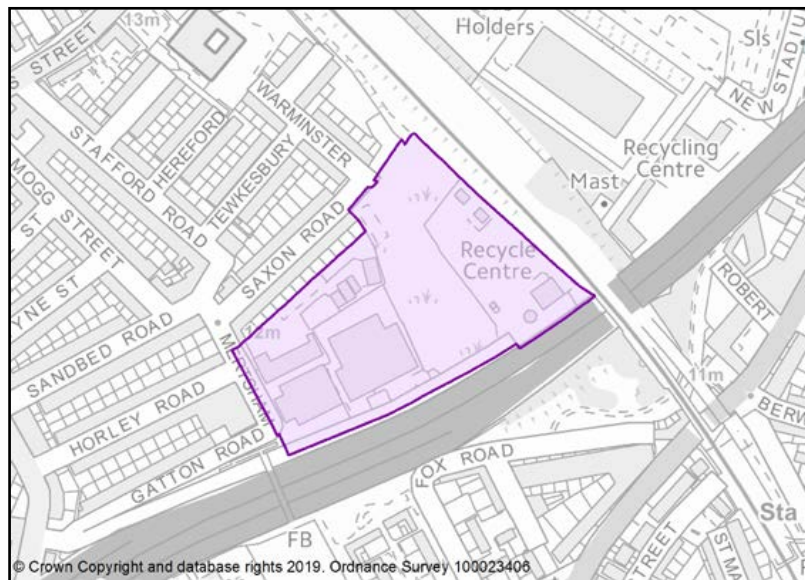 13m
Holders
Sls
NEW STADIU
S STREET
STAFFORD ROAD
HEREFORD
TEWKESBURY
WARMINSTER
Recycling
Centre
Mast
MOGG STREET
SAXON ROAD
Recycle
Centre
ROBERT
YNE ST
12m
MERTSHAM
SANDBED ROAD
11m
HORLEY ROAD
BERW
GATTON ROAD
FOX ROAD
Sta
FB
STREET
ST M
© Crown Copyright and database rights 2019. Ordnance Survey 100023406